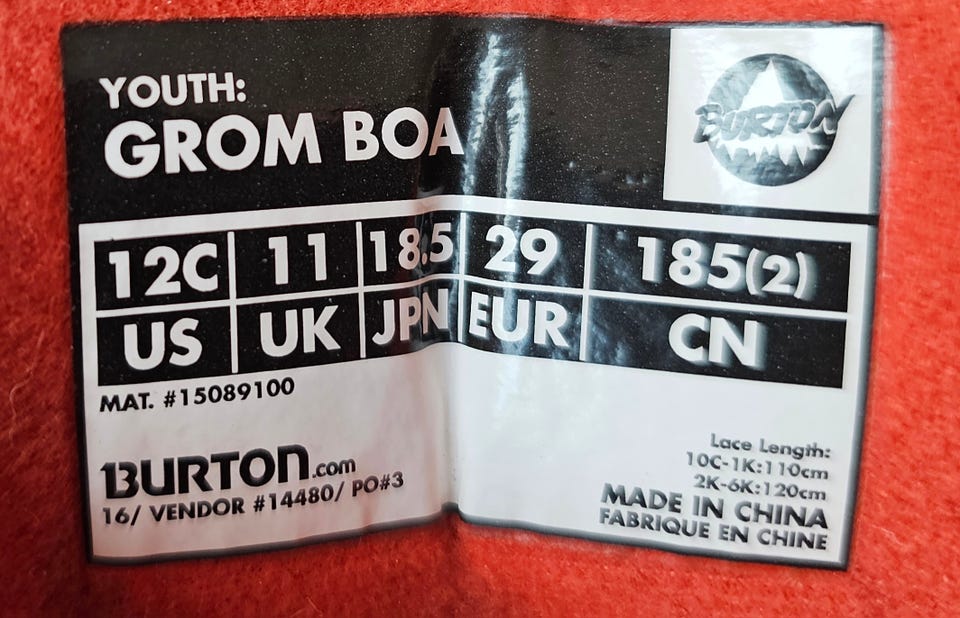 YOUTH:
GROM BOA
BURTON
12C 11 18.5 29 185(2)
US UK JPN EUR CN
MAT. #15089100
BURTON.com
16/ VENDOR #14480/ PO#3
Lace Length:
10C-1K:110cm
2K-6K:120cm
MADE IN CHINA
FABRIQUE EN CHINE